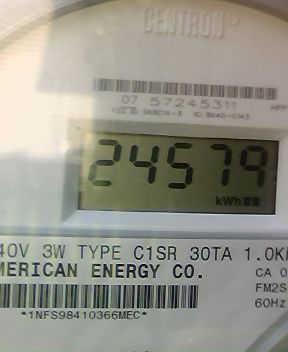 CENTRON®
07 57245311
24579
kWh
40V 3W TYPE C1SR 30TA 1.0K
MERICAN ENERGY CO.
CA 0
FM2S
60Hz
*1NFS98410366MEC*